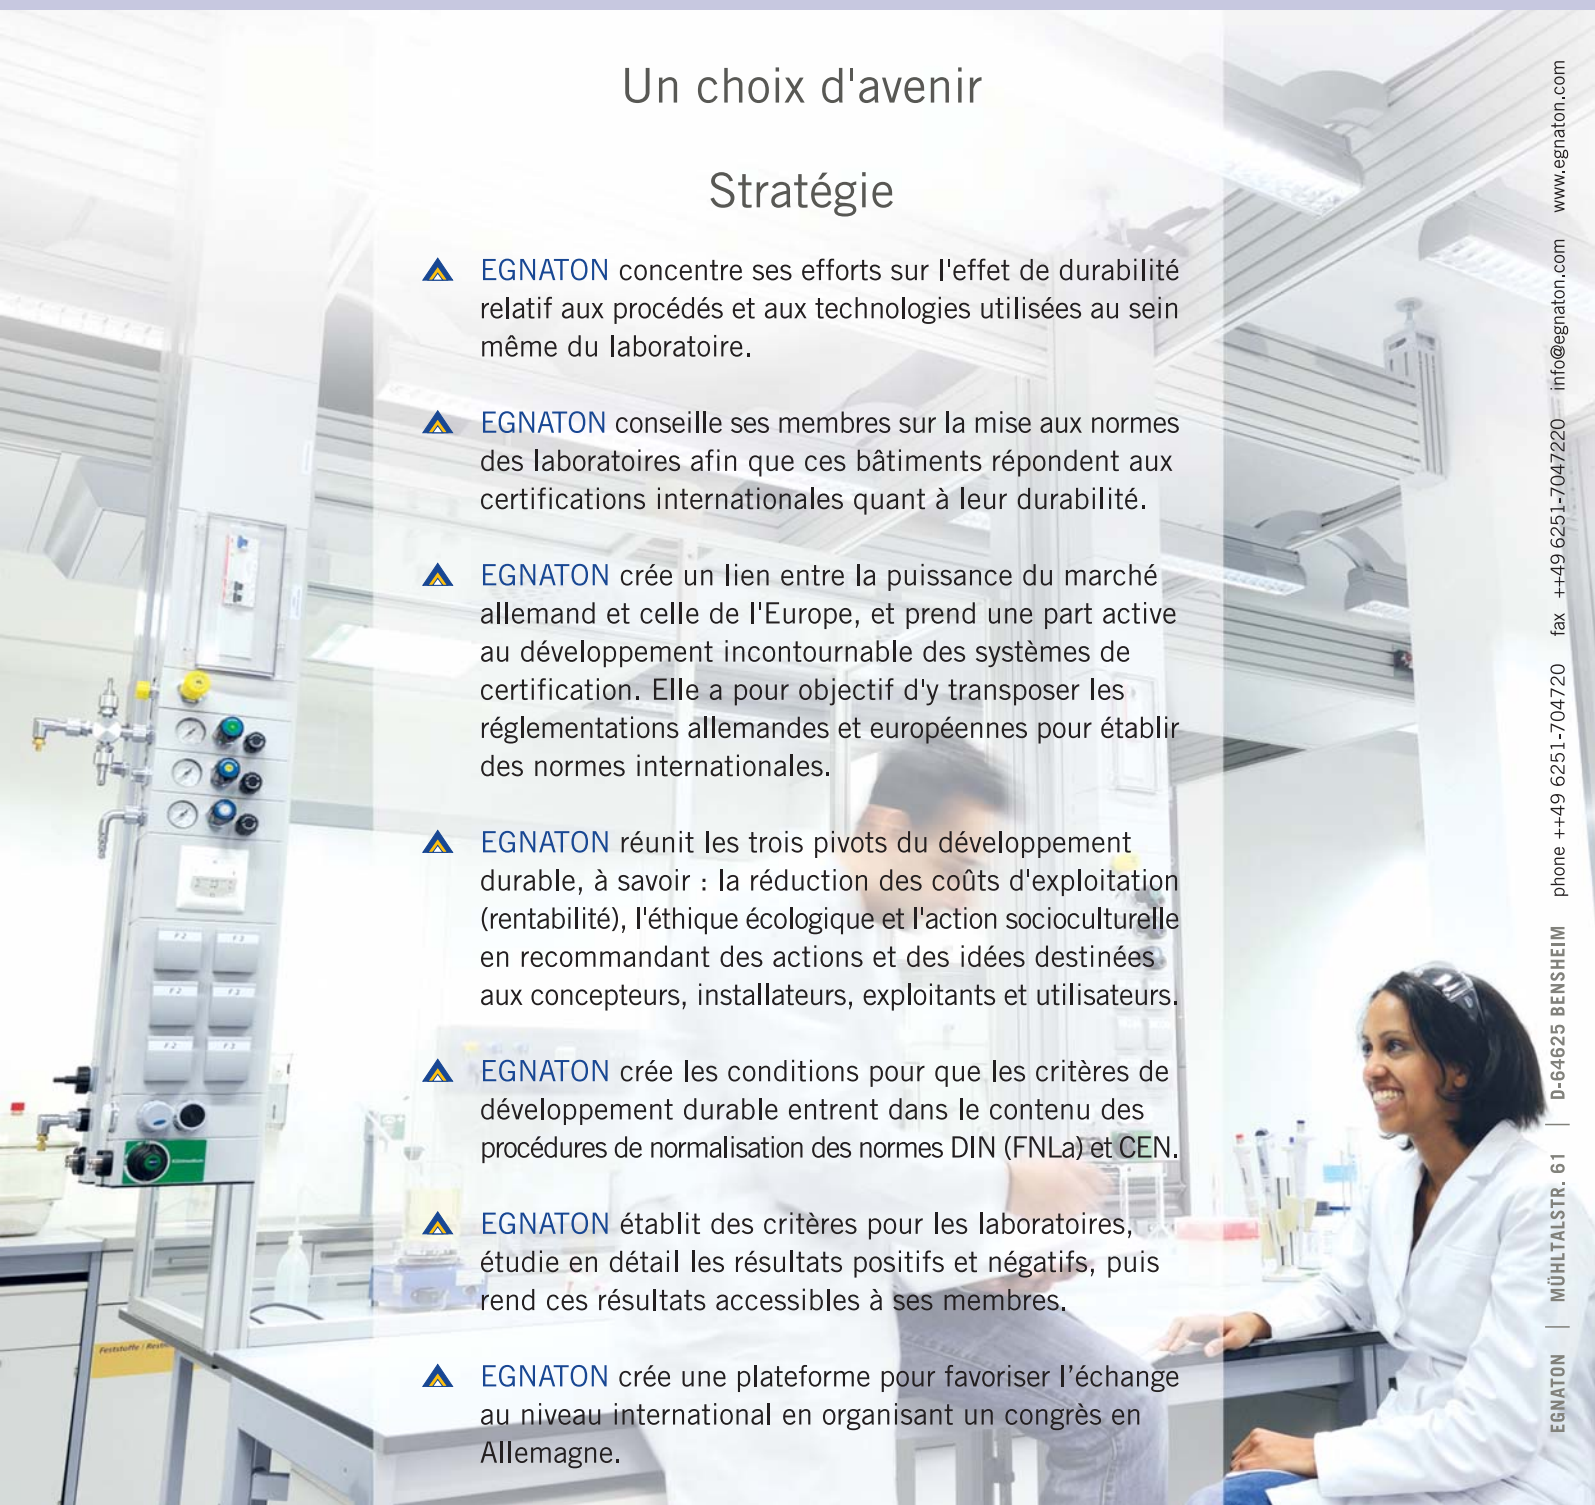 Un choix d'avenir
Stratégie
EGNATON concentre ses efforts sur l'effet de durabilité
relatif aux procédés et aux technologies utilisées au sein
même du laboratoire.
EGNATON conseille ses membres sur la mise aux normes
des laboratoires afin que ces bâtiments répondent aux
certifications internationales quant à leur durabilité.
EGNATON crée un lien entre la puissance du marché
allemand et celle de l'Europe, et prend une part active
au développement incontournable des systèmes de
certification. Elle a pour objectif d'y transposer les
réglementations allemandes et européennes pour établir
des normes internationales.
EGNATON réunit les trois pivots du développement
durable, à savoir : la réduction des coûts d'exploitation
(rentabilité), l'éthique écologique et l'action socioculturelle
en recommandant des actions et des idées destinées
aux concepteurs, installateurs, exploitants et utilisateurs.
EGNATON crée les conditions pour que les critères de
développement durable entrent dans le contenu des
procédures de normalisation des normes DIN (FNLa) et CEN.
EGNATON établit des critères pour les laboratoires,
étudie en détail les résultats positifs et négatifs, puis
rend ces résultats accessibles à ses membres.
EGNATON crée une plateforme pour favoriser l’échange
au niveau international en organisant un congrès en
Allemagne.
EGNATON | MÜHLTALSTR. 61 | D-64625 BENSHEIM phone ++49 6251-704720 fax ++49 6251-7047220 info@egnaton.com www.egnaton.com
F2 F3
F2 F3
F2 F3
Feststoffe